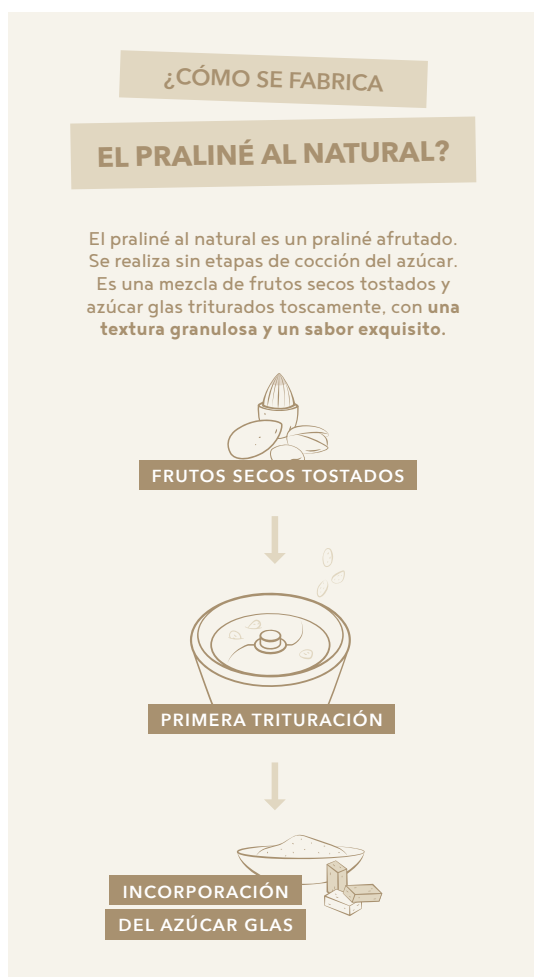 ¿CÓMO SE FABRICA
EL PRALINÉ AL NATURAL?
El praliné al natural es un praliné afrutado.
Se realiza sin etapas de cocción del azúcar.
Es una mezcla de frutos secos tostados y
azúcar glas triturados toscamente, con una
textura granulosa y un sabor exquisito.
FRUTOS SECOS TOSTADOS
PRIMERA TRITURACIÓN
INCORPORACIÓN
DEL AZÚCAR GLAS